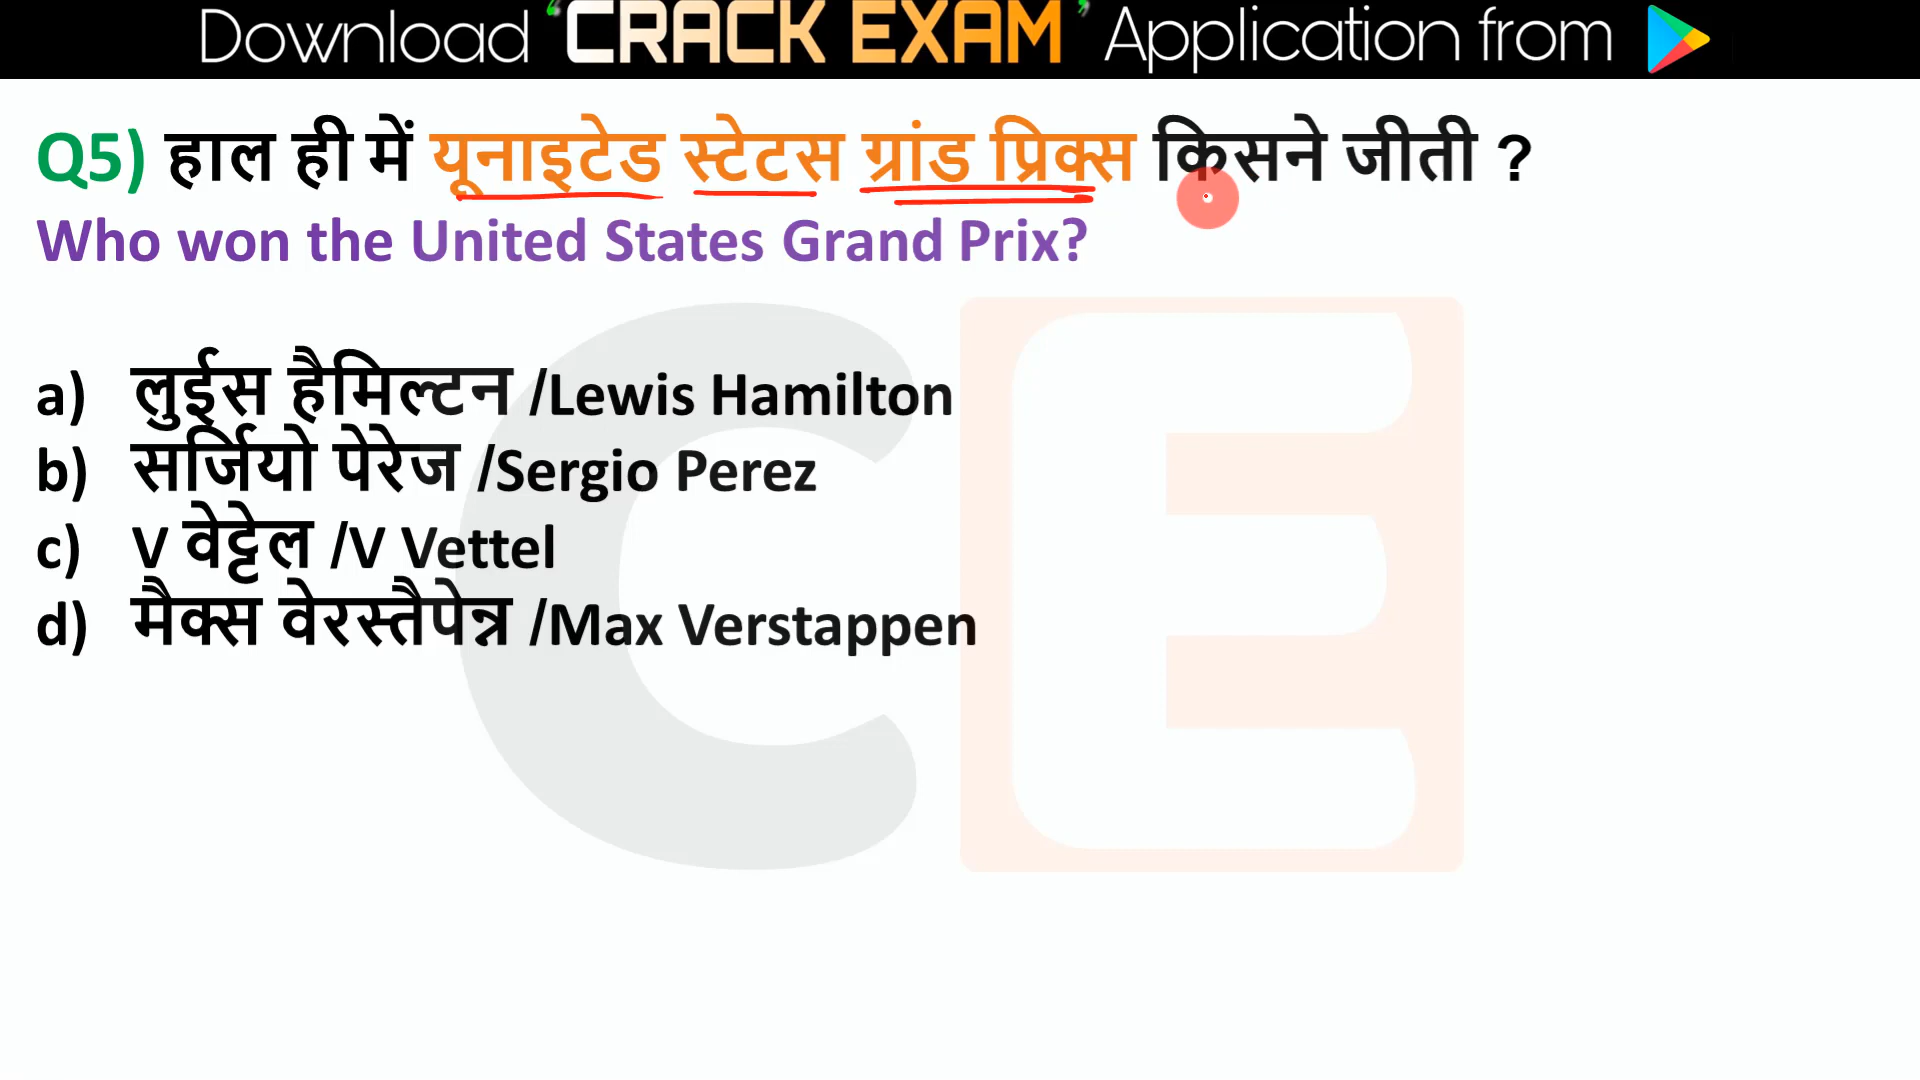 Download ‘CRACK EXAM’ Application from
Q5) हाल ही में यूनाइटेड स्टेटस ग्रांड प्रिक्स किसने जीती ?
Who won the United States Grand Prix?
a) लुईस हैमिल्टन /Lewis Hamilton
b) सर्जियो पेरेज /Sergio Perez
c) V वेट्टेल /V Vettel
d) मैक्स वेरस्तैपेन्न /Max Verstappen
CE